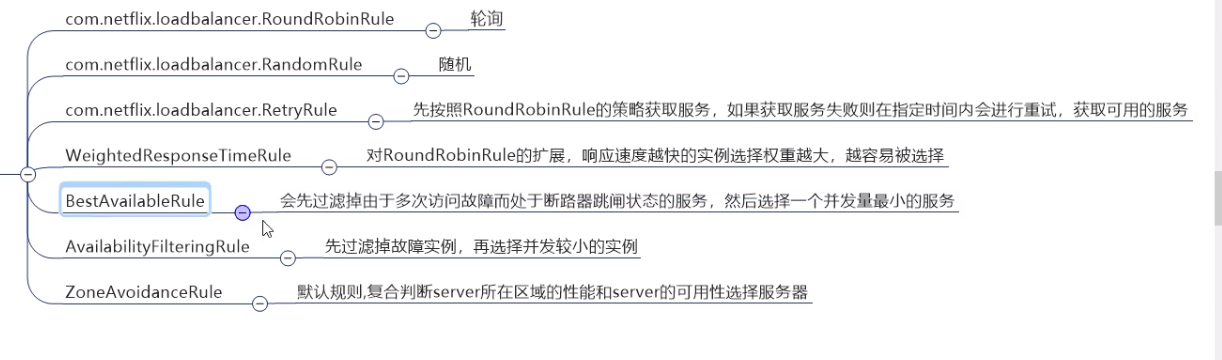 com.netflix.loadbalancer.RoundRobinRule 轮询
com.netflix.loadbalancer.RandomRule 随机
com.netflix.loadbalancer.RetryRule 先按照RoundRobinRule的策略获取服务，如果获取服务失败则在指定时间内会进行重试，获取可用的服务
WeightedResponseTimeRule 对RoundRobinRule的扩展，响应速度越快的实例选择权重越大，越容易被选择
BestAvailableRule 会先过滤掉由于多次访问故障而处于断路器跳闸状态的服务，然后选择一个并发量最小的服务
AvailabilityFilteringRule 先过滤掉故障实例，再选择并发较小的实例
ZoneAvoidanceRule 默认规则,复合判断server所在区域的性能和server的可用性选择服务器